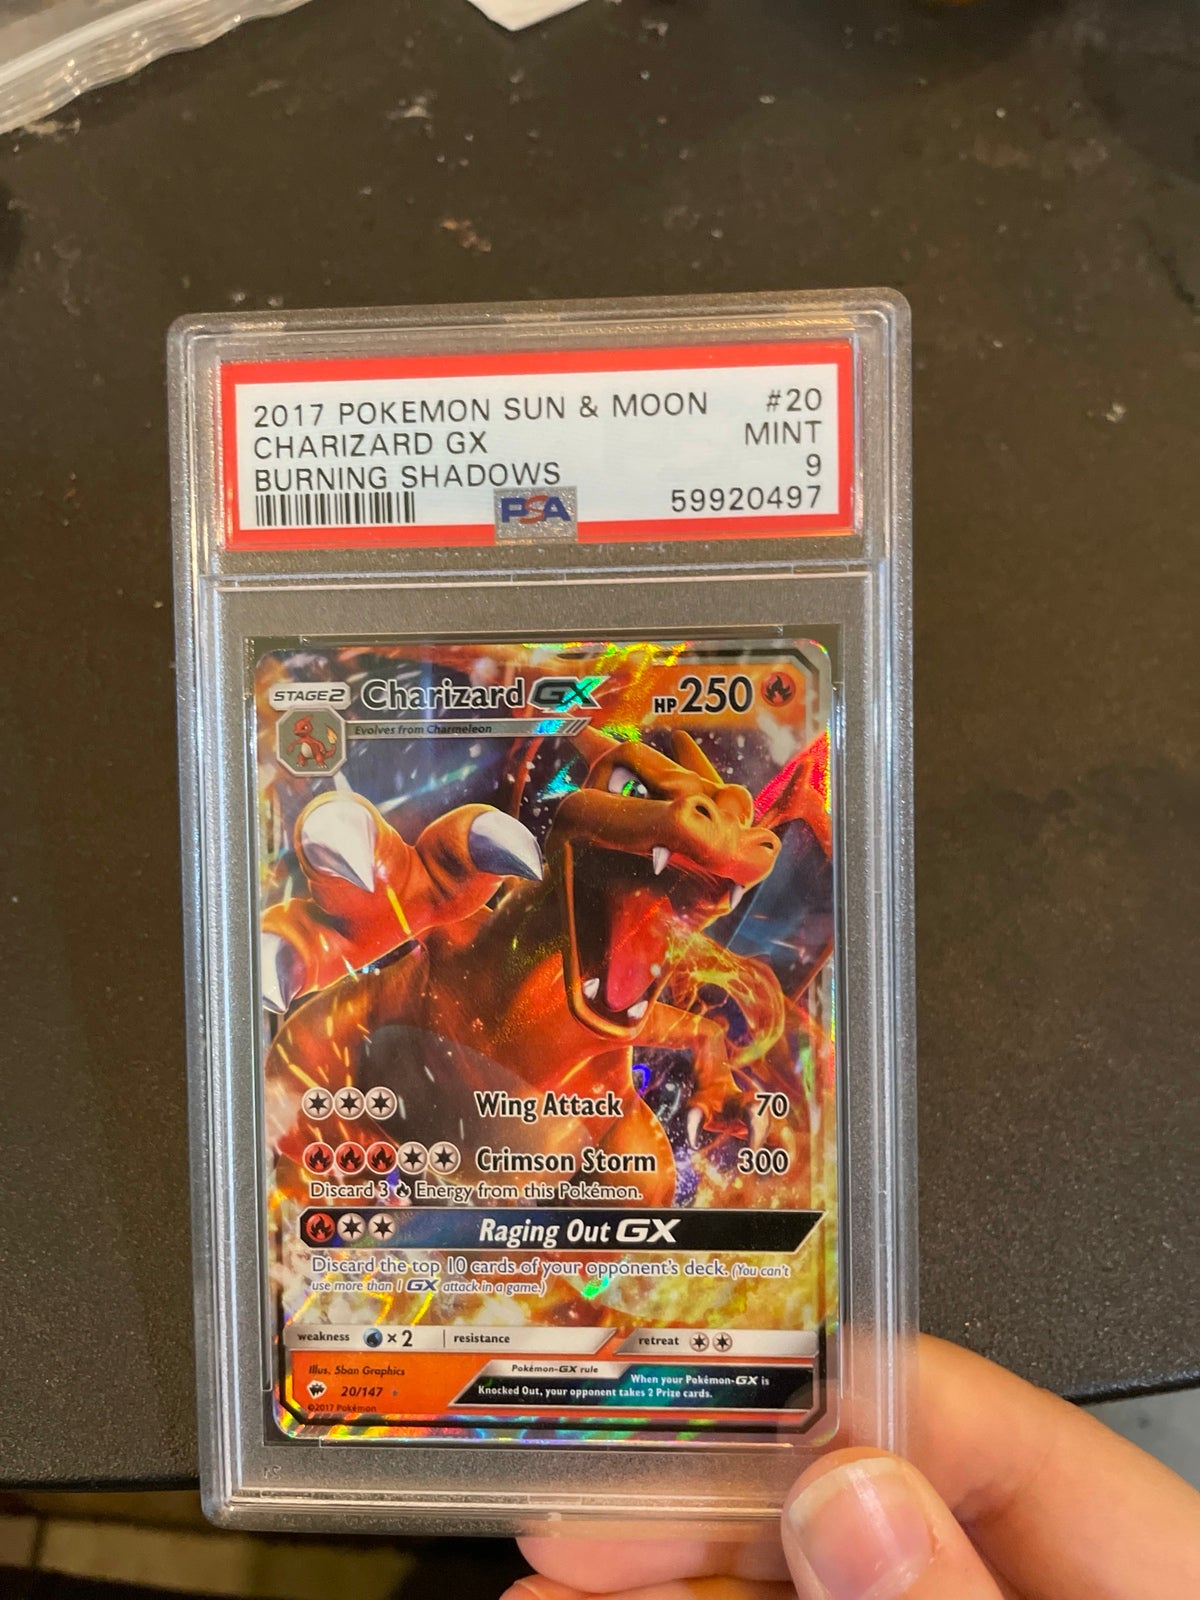 2017 POKEMON SUN & MOON #20
CHARIZARD GX MINT
BURNING SHADOWS 9
PSA 59920497
STAGE 2 Charizard GX HP 250
Evolves from Charmeleon
Wing Attack 70
Crimson Storm 300
Discard 3 Energy from this Pokémon.
Raging Out GX
Discard the top 10 cards of your opponent's deck. (You can't
use more than 1 GX attack in a game.)
weakness × 2 resistance retreat
Illus. 5ban Graphics
Pokémon-GX rule
When your Pokémon-GX is
Knocked Out, your opponent takes 2 Prize cards.
20/147
©2017 Pokémon